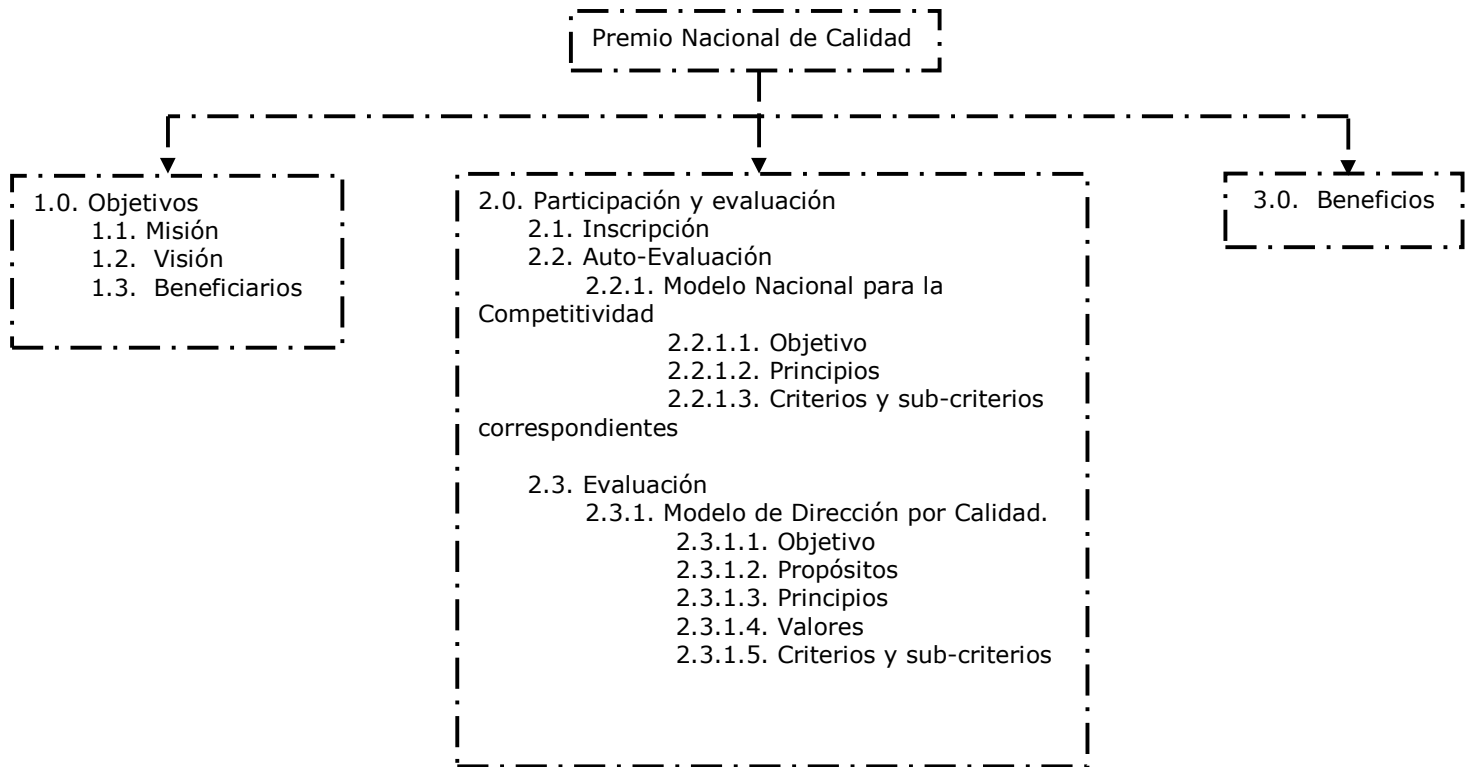 Premio Nacional de Calidad
1.0. Objetivos
1.1. Misión
1.2. Visión
1.3. Beneficiarios
2.0. Participación y evaluación
2.1. Inscripción
2.2. Auto-Evaluación
2.2.1. Modelo Nacional para la
Competitividad
2.2.1.1. Objetivo
2.2.1.2. Principios
2.2.1.3. Criterios y sub-criterios
correspondientes
2.3. Evaluación
2.3.1. Modelo de Dirección por Calidad.
2.3.1.1. Objetivo
2.3.1.2. Propósitos
2.3.1.3. Principios
2.3.1.4. Valores
2.3.1.5. Criterios y sub-criterios
3.0. Beneficios